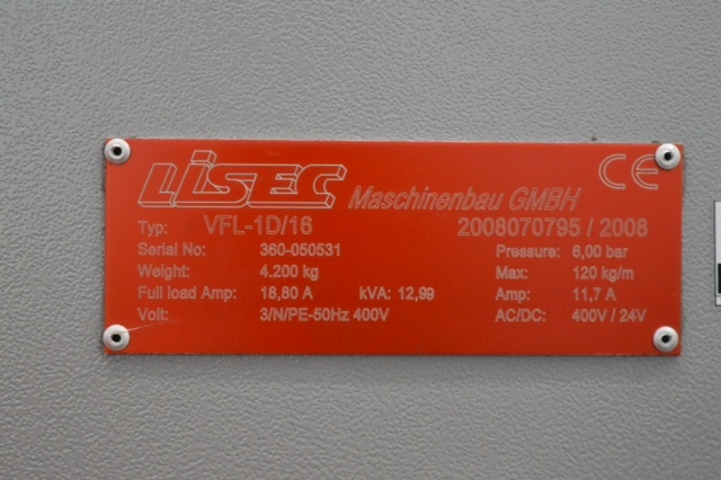 LiSEC Maschinenbau GMBH CE
Typ: VFL-1D/16 2008070795 / 2008
Serial No: 360-050531 Pressure: 6,00 bar
Weight: 4.200 kg Max: 120 kg/m
Full load Amp: 18,80 A kVA: 12,99 Amp: 11,7 A
Volt: 3/N/PE-50Hz 400V AC/DC: 400V / 24V